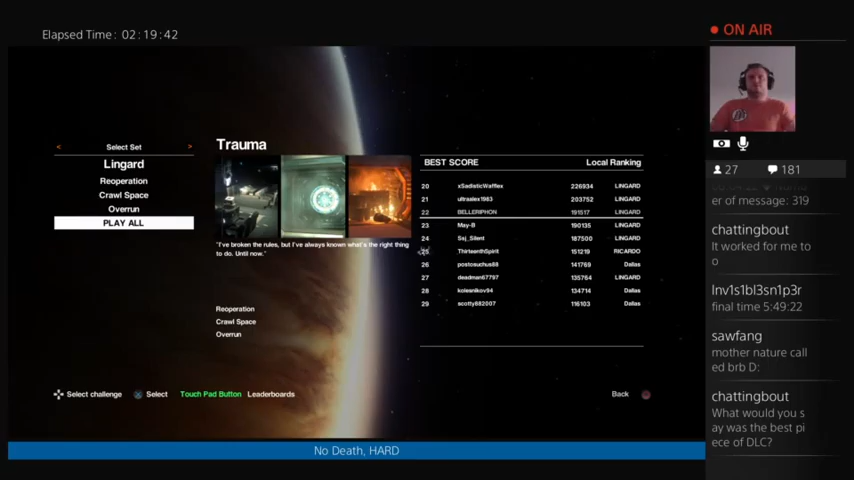 Elapsed Time: 02:19:42
ON AIR
27
181
er of message: 319
chattingbout
It worked for me to
o
Inv1s1bl3sn1p3r
final time 5:49:22
sawfang
mother nature call
ed brb D:
chattingbout
What would you s
ay was the best pi
ece of DLC?
< Select Set >
Lingard
Reoperation
Crawl Space
Overrun
PLAY ALL
Trauma
"I've broken the rules, but I've always known what's the right thing
to do. Until now."
Reoperation
Crawl Space
Overrun
BEST SCORE Local Ranking
20 xSadisticWafflex 226934 LINGARD
21 ultraalex1983 203752 LINGARD
22 BELLERIPHON 191517 LINGARD
23 May-B 190135 LINGARD
24 Ssj_Silent 187500 LINGARD
25 ThirteenthSpirit 151219 RICARDO
26 postosuchus88 141769 Dallas
27 deadman67797 135764 LINGARD
28 kolesnikov94 134714 Dallas
29 scotty882007 116103 Dallas
Select challenge Select Touch Pad Button Leaderboards Back
No Death, HARD